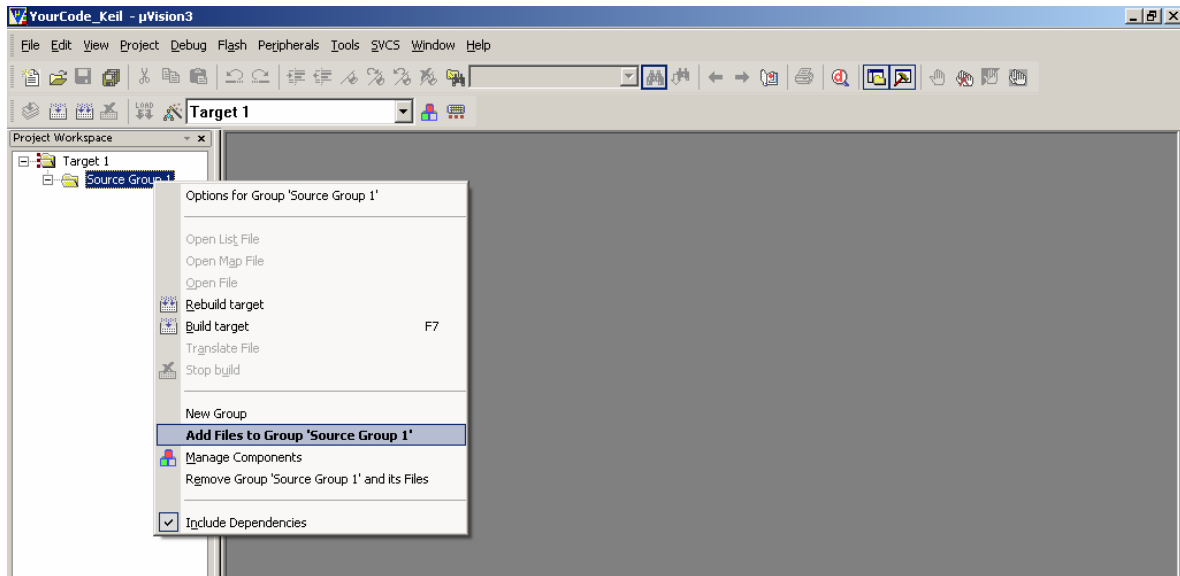 YourCode_Keil - µVision3
File Edit View Project Debug Flash Peripherals Tools SVCS Window Help
LOAD Target 1
Project Workspace
Target 1
Source Group 1
Options for Group 'Source Group 1'
Open List File
Open Map File
Open File
Rebuild target
Build target F7
Translate File
Stop build
New Group
Add Files to Group 'Source Group 1'
Manage Components
Remove Group 'Source Group 1' and its Files
Include Dependencies